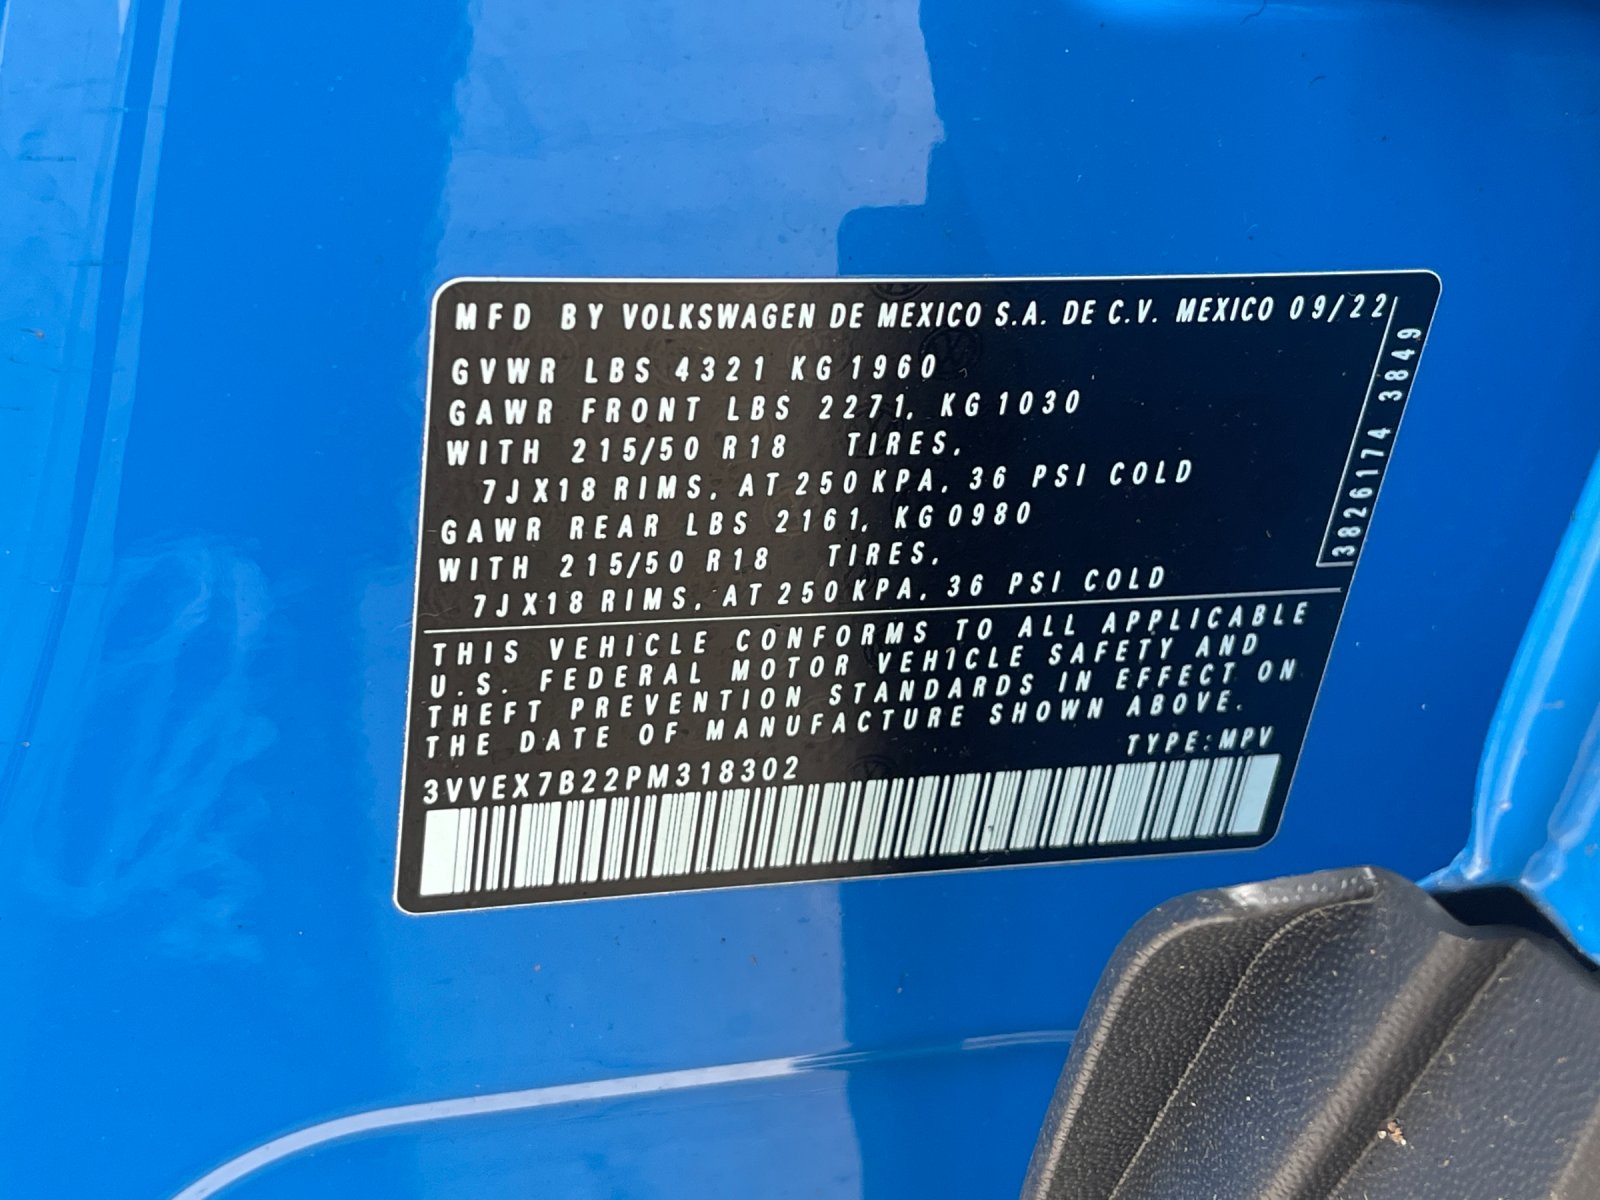 MFD BY VOLKSWAGEN DE MEXICO S.A. DE C.V. MEXICO 09/22
GVWR LBS 4321 KG 1960
GAWR FRONT LBS 2271, KG 1030
WITH 215/50 R18 TIRES,
7JX18 RIMS, AT 250 KPA, 36 PSI COLD
GAWR REAR LBS 2161, KG 0980
WITH 215/50 R18 TIRES,
7JX18 RIMS, AT 250 KPA, 36 PSI COLD
3826174 3849
THIS VEHICLE CONFORMS TO ALL APPLICABLE
U.S. FEDERAL MOTOR VEHICLE SAFETY AND
THEFT PREVENTION STANDARDS IN EFFECT ON
THE DATE OF MANUFACTURE SHOWN ABOVE.
3VVEX7B22PM318302 TYPE: MPV